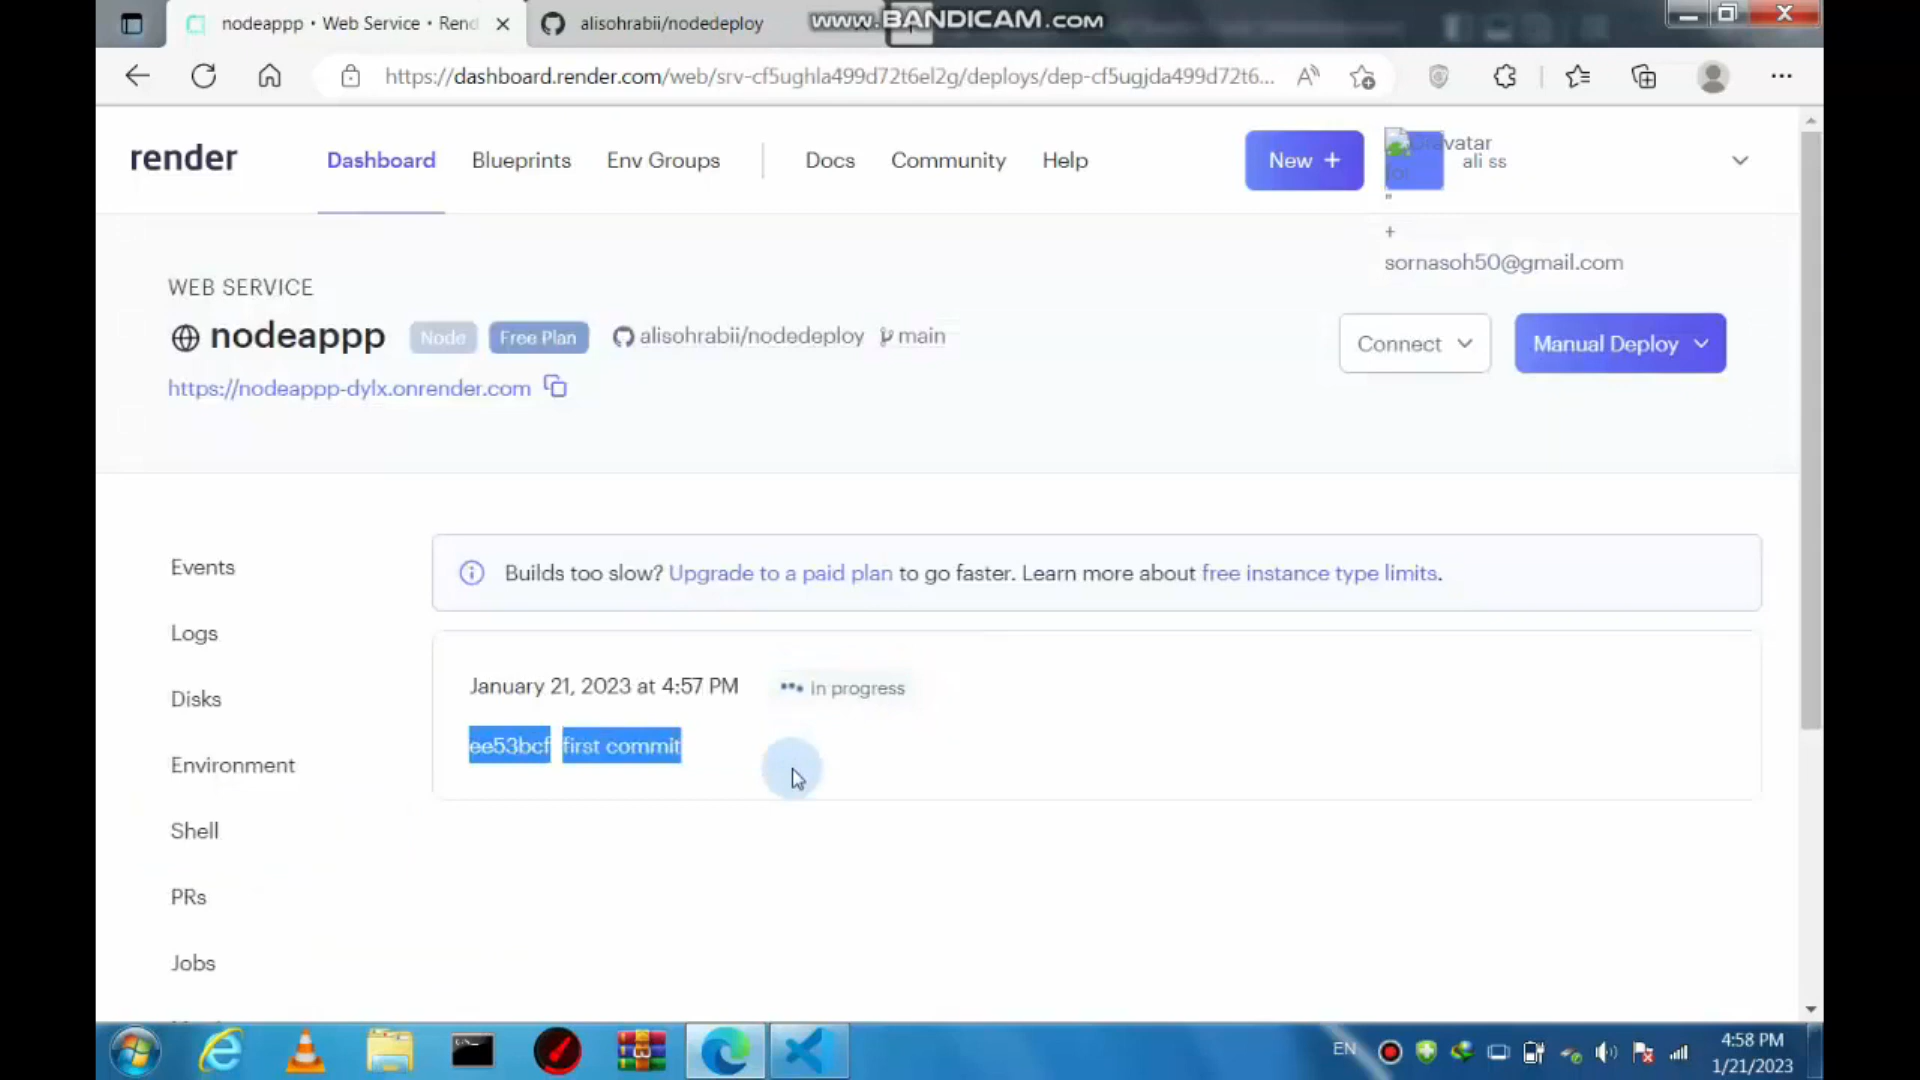 nodeappp • Web Service • Rend
alisohrabii/nodedeploy
www.BANDICAM.com
https://dashboard.render.com/web/srv-cf5ughla499d72t6el2g/deploys/dep-cf5ugjda499d72t6...
render
Dashboard
Blueprints
Env Groups
Docs
Community
Help
New +
Gravatar
for
ali ss
"
+
sornasoh50@gmail.com
WEB SERVICE
nodeappp
Node
Free Plan
alisohrabii/nodedeploy
main
Connect
Manual Deploy
https://nodeappp-dylx.onrender.com
Events
Logs
Disks
Environment
Shell
PRs
Jobs
Builds too slow? Upgrade to a paid plan to go faster. Learn more about free instance type limits.
January 21, 2023 at 4:57 PM
In progress
ee53bcf first commit
EN
4:58 PM
1/21/2023